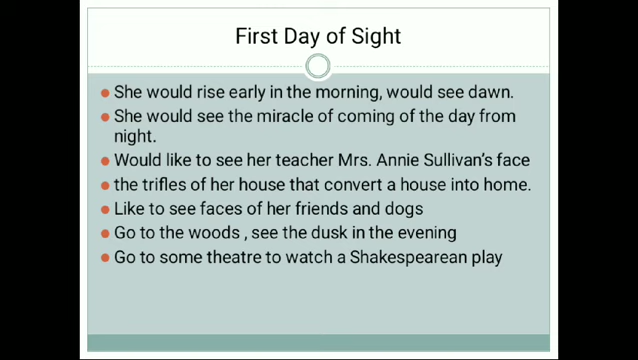 First Day of Sight
She would rise early in the morning, would see dawn.
She would see the miracle of coming of the day from
night.
Would like to see her teacher Mrs. Annie Sullivan's face
the trifles of her house that convert a house into home.
Like to see faces of her friends and dogs
Go to the woods , see the dusk in the evening
Go to some theatre to watch a Shakespearean play